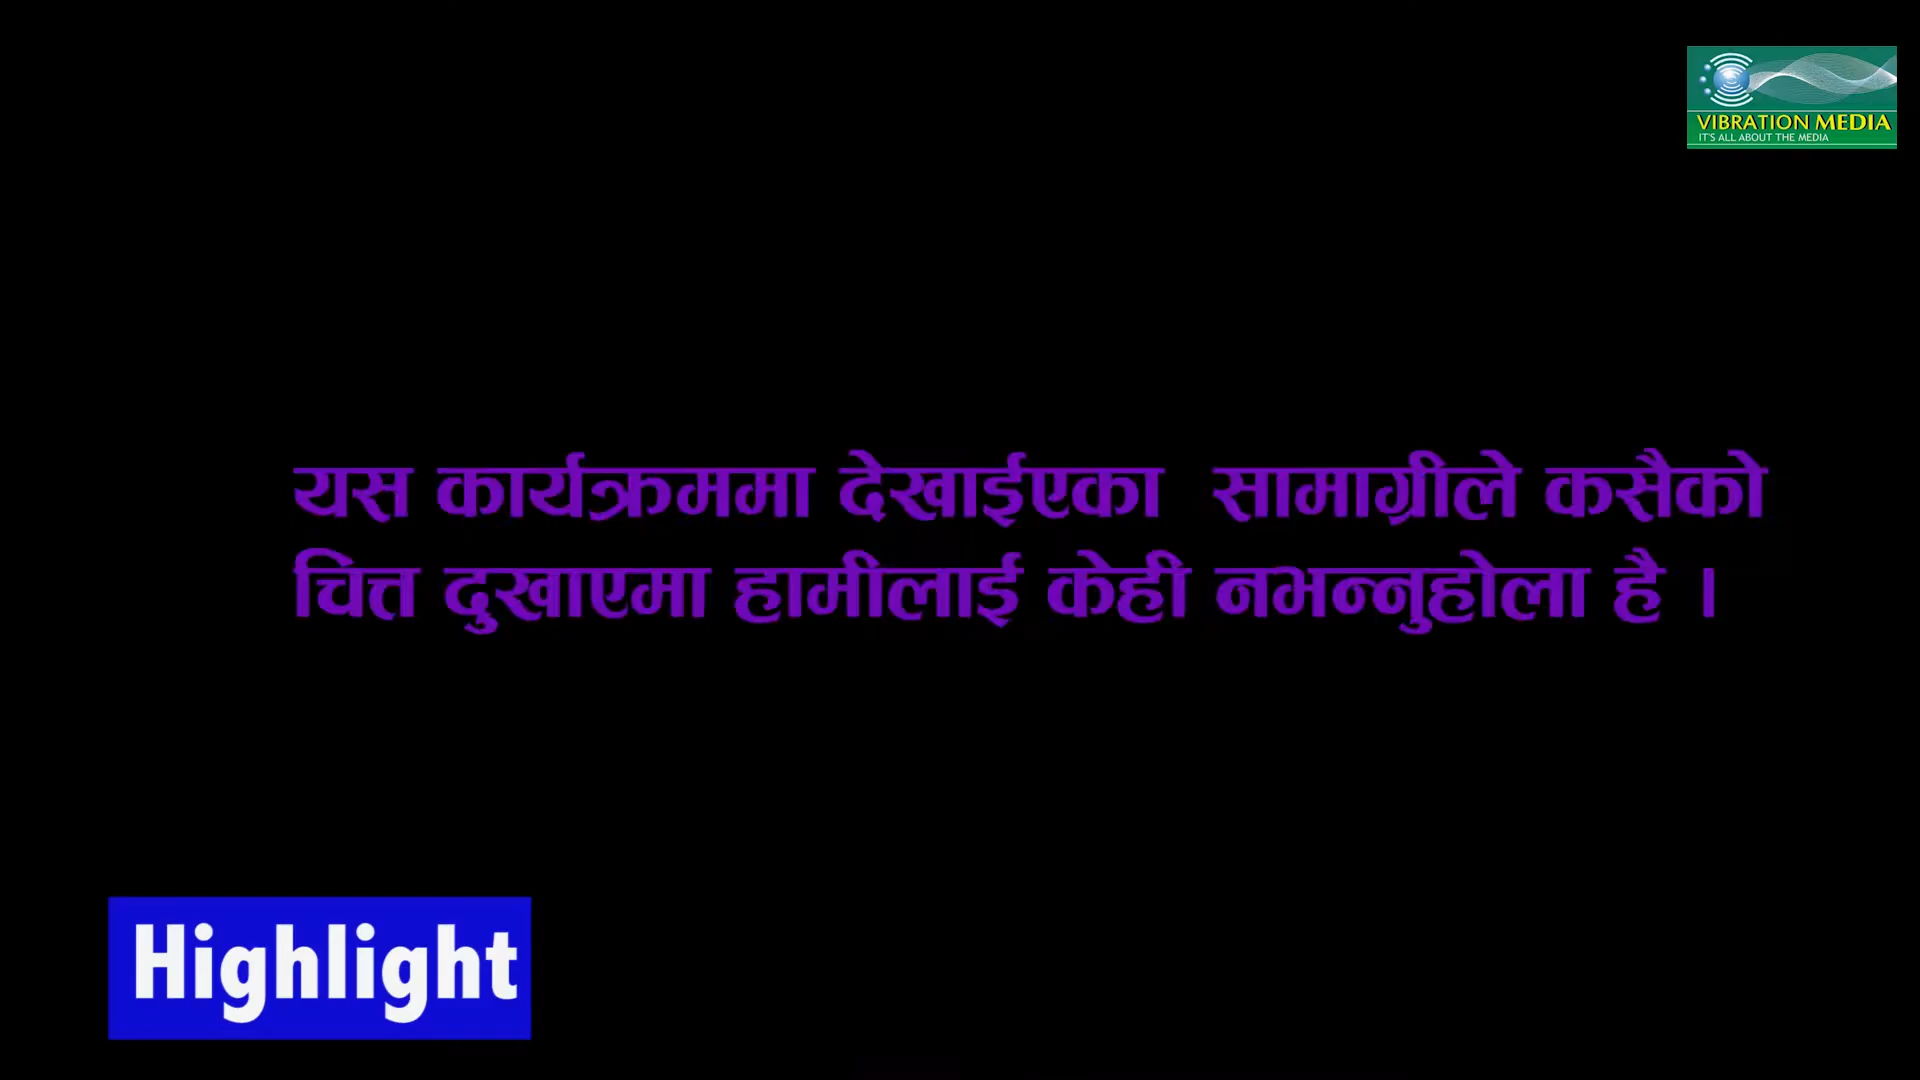 VIBRATION MEDIA
IT'S ALL ABOUT THE MEDIA
यस कार्यक्रममा देखाईएका सामाग्रीले कसैको
चित्त दुखाएमा हामीलाई केही नभन्नुहोला है ।
Highlight